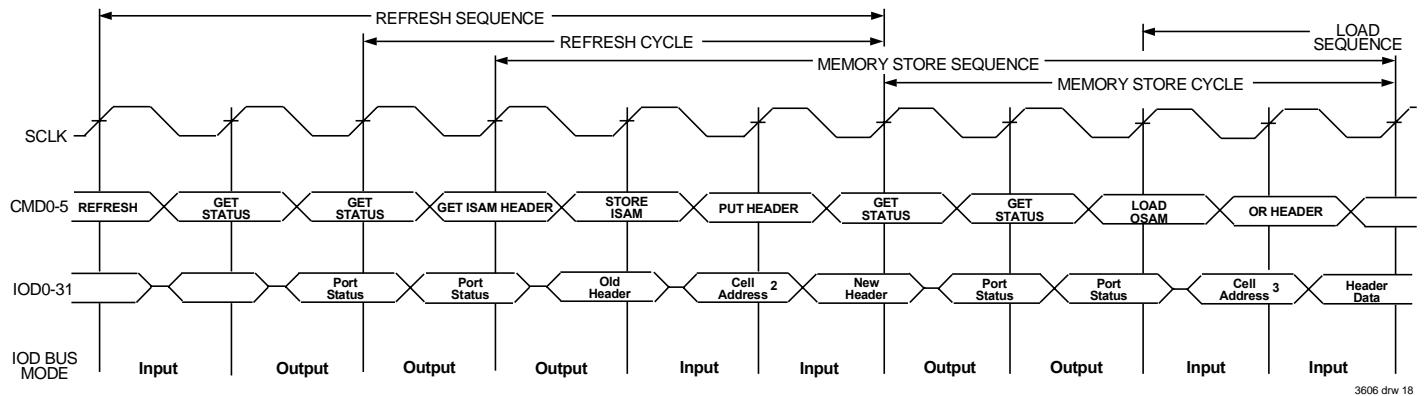 REFRESH SEQUENCE
REFRESH CYCLE
LOAD
SEQUENCE
MEMORY STORE SEQUENCE
MEMORY STORE CYCLE
SCLK
CMD0-5
REFRESH
GET
STATUS
GET
STATUS
GET ISAM HEADER
STORE
ISAM
PUT HEADER
GET
STATUS
GET
STATUS
LOAD
OSAM
OR HEADER
IOD0-31
Port
Status
Port
Status
Old
Header
Cell
Address 2
New
Header
Port
Status
Port
Status
Cell
Address 3
Header
Data
IOD BUS
MODE
Input Output Output Output Input Input Output Output Input Input
3606 drw 18